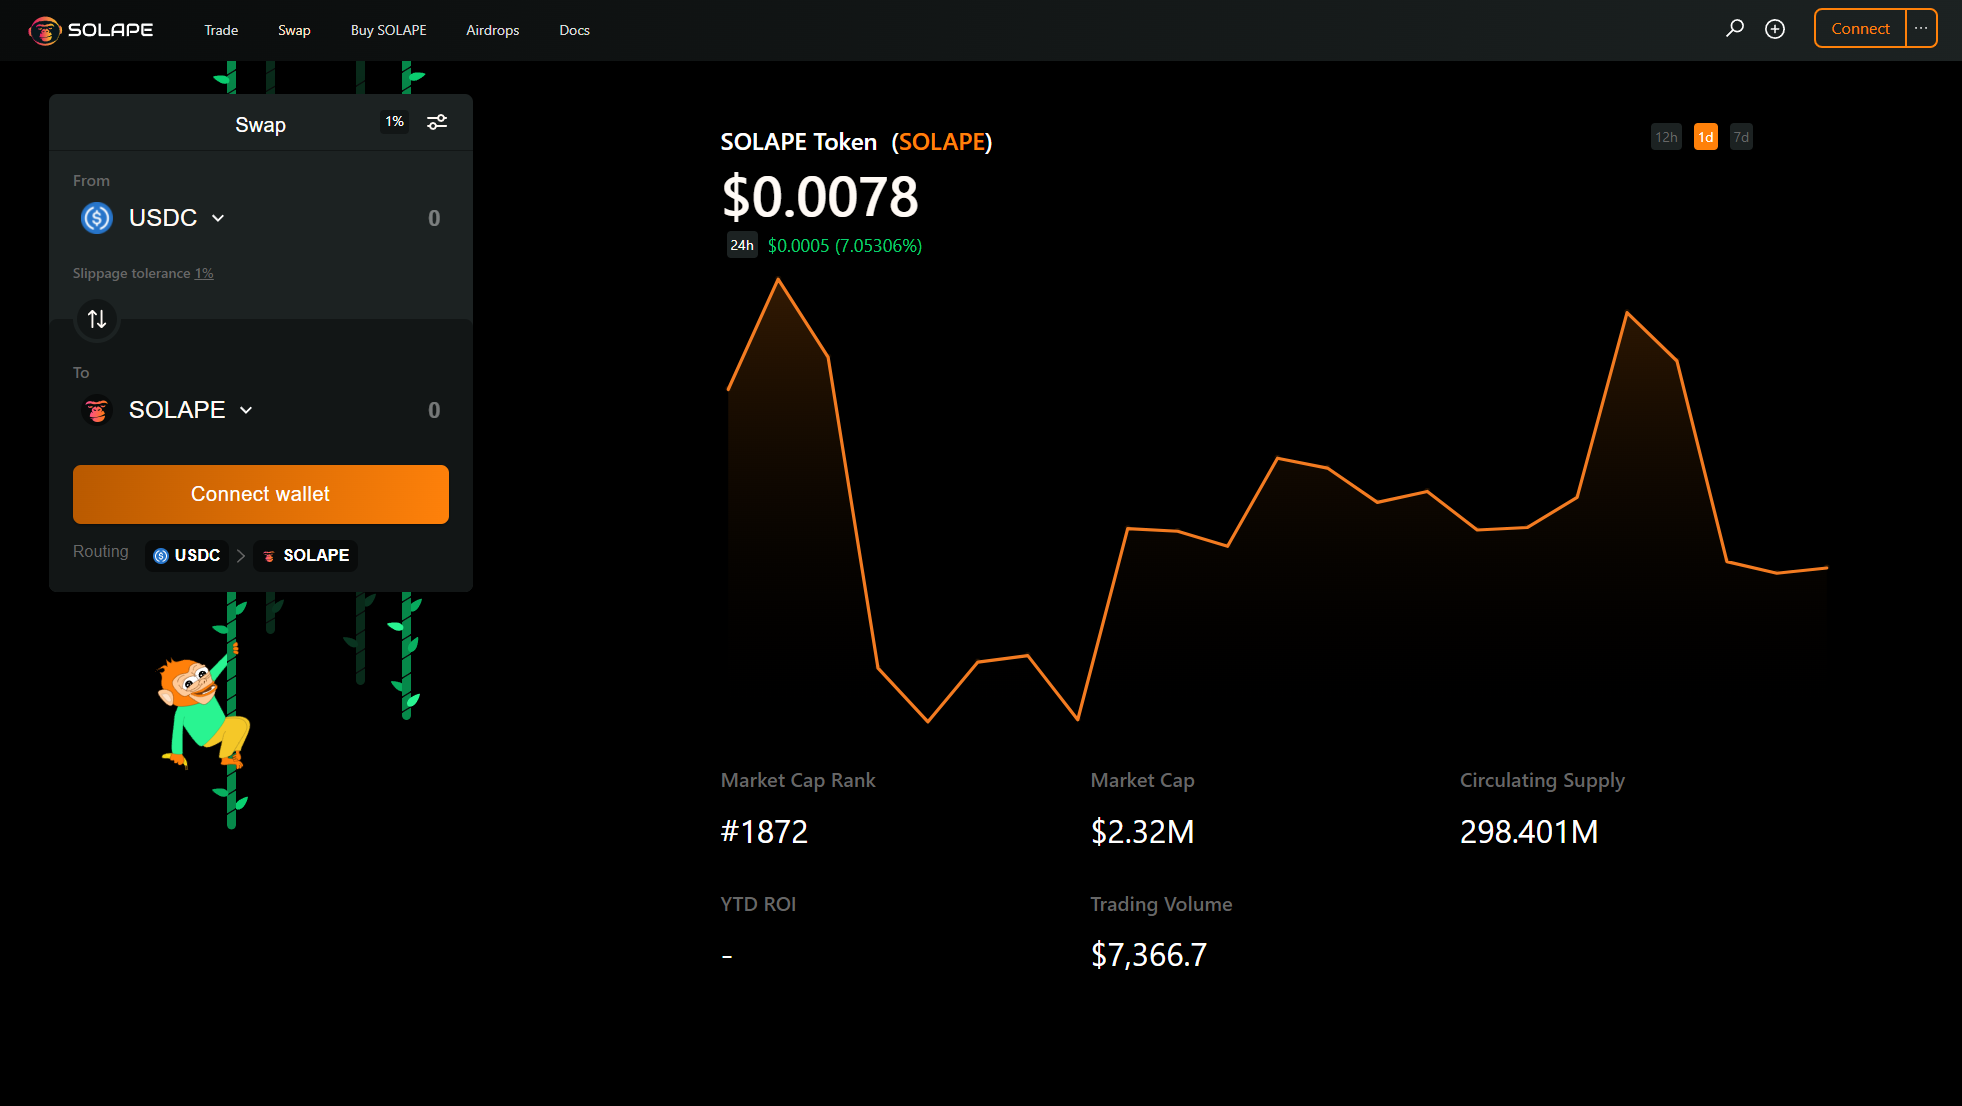 SOLAPE Trade Swap Buy SOLAPE Airdrops Docs Connect ...
Swap 1%
From
USDC 0
Slippage tolerance 1%
To
SOLAPE 0
Connect wallet
Routing USDC SOLAPE
SOLAPE Token (SOLAPE) 12h 1d 7d
$0.0078
24h $0.0005 (7.05306%)
Market Cap Rank Market Cap Circulating Supply
#1872 $2.32M 298.401M
YTD ROI Trading Volume
- $7,366.7